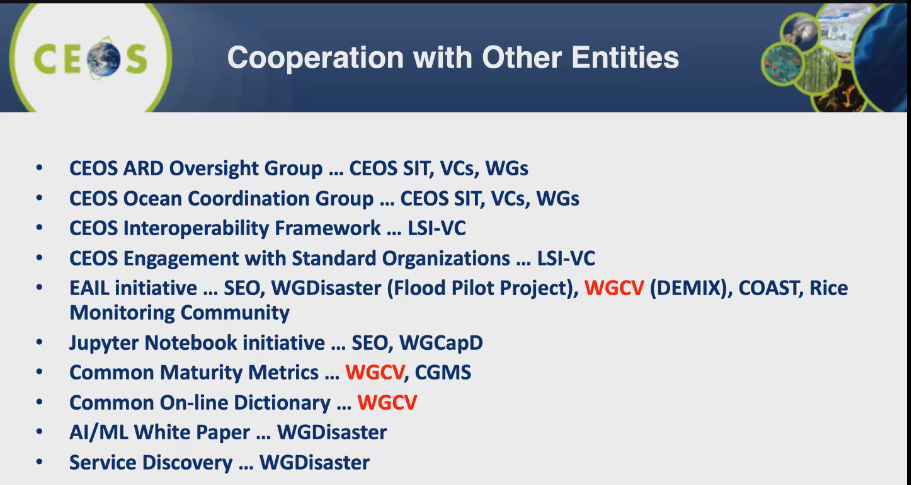 CEOS
Cooperation with Other Entities
• CEOS ARD Oversight Group ... CEOS SIT, VCs, WGs
• CEOS Ocean Coordination Group ... CEOS SIT, VCs, WGs
• CEOS Interoperability Framework ... LSI-VC
• CEOS Engagement with Standard Organizations ... LSI-VC
• EAIL initiative ... SEO, WGDisaster (Flood Pilot Project), WGCV (DEMIX), COAST, Rice
Monitoring Community
• Jupyter Notebook initiative ... SEO, WGCapD
• Common Maturity Metrics ... WGCV, CGMS
• Common On-line Dictionary ... WGCV
• AI/ML White Paper ... WGDisaster
• Service Discovery ... WGDisaster